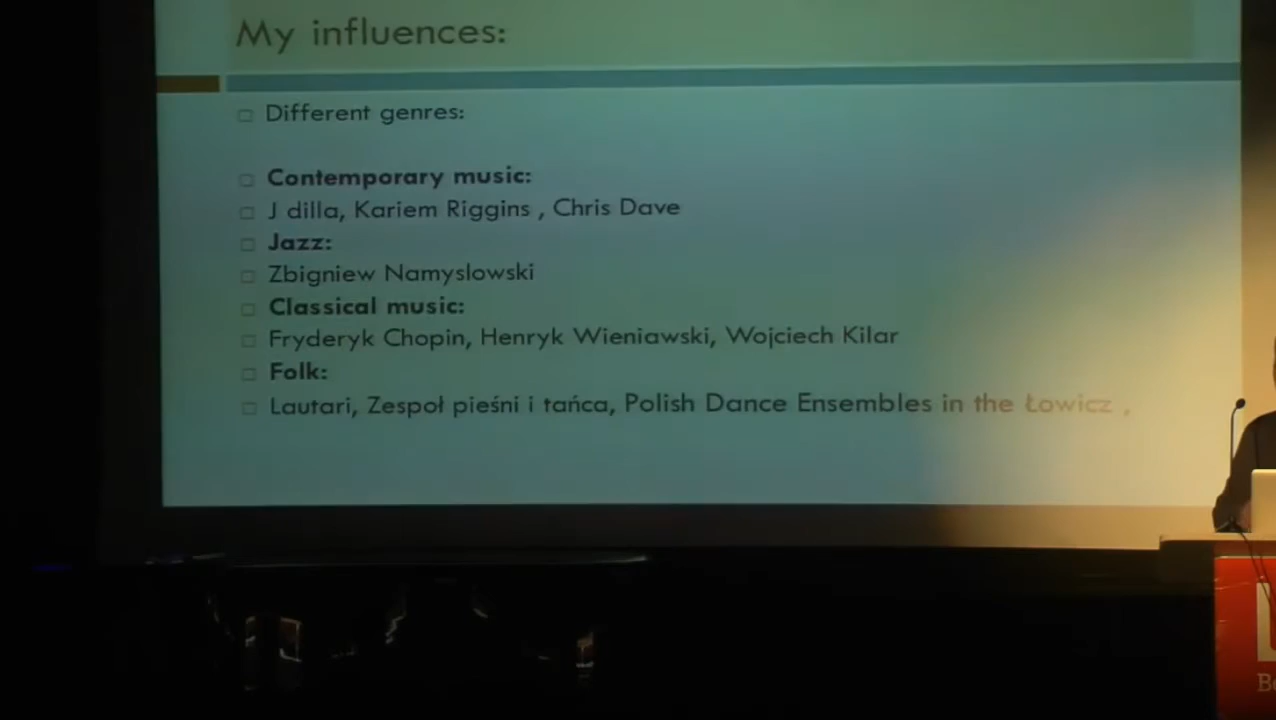 My influences:
Different genres:
Contemporary music:
J dilla, Kariem Riggins , Chris Dave
Jazz:
Zbigniew Namyslowski
Classical music:
Fryderyk Chopin, Henryk Wieniawski, Wojciech Kilar
Folk:
Lautari, Zespoł pieśni i tańca, Polish Dance Ensembles in the Łowicz ,